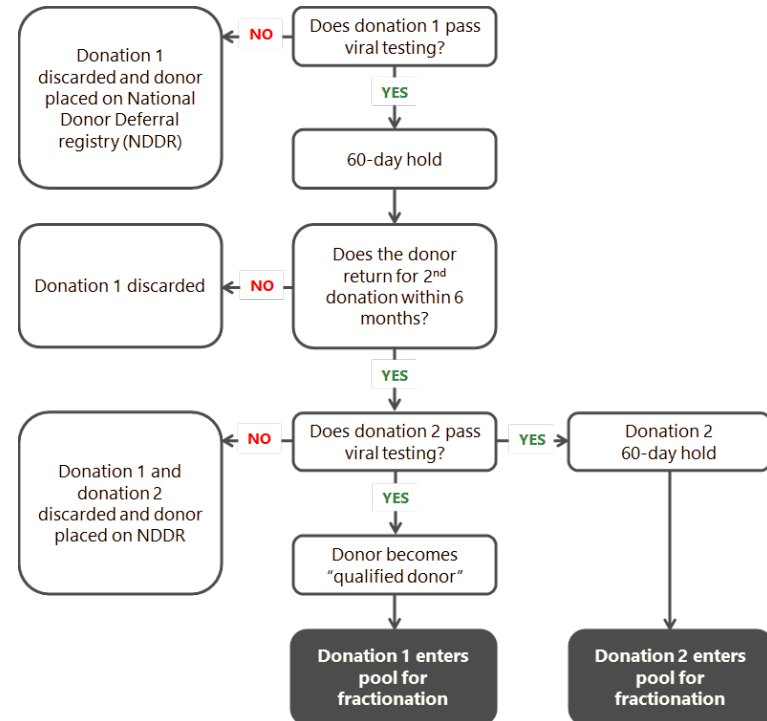 Does donation 1 pass
viral testing?
NO
Donation 1
discarded and donor
placed on National
Donor Deferral
registry (NDDR)
YES
60-day hold
Does the donor
return for 2nd
donation within 6
months?
NO
Donation 1 discarded
YES
Does donation 2 pass
viral testing?
NO
Donation 1 and
donation 2
discarded and donor
placed on NDDR
YES
Donation 2
60-day hold
YES
Donor becomes
“qualified donor”
Donation 1 enters
pool for
fractionation
Donation 2 enters
pool for
fractionation